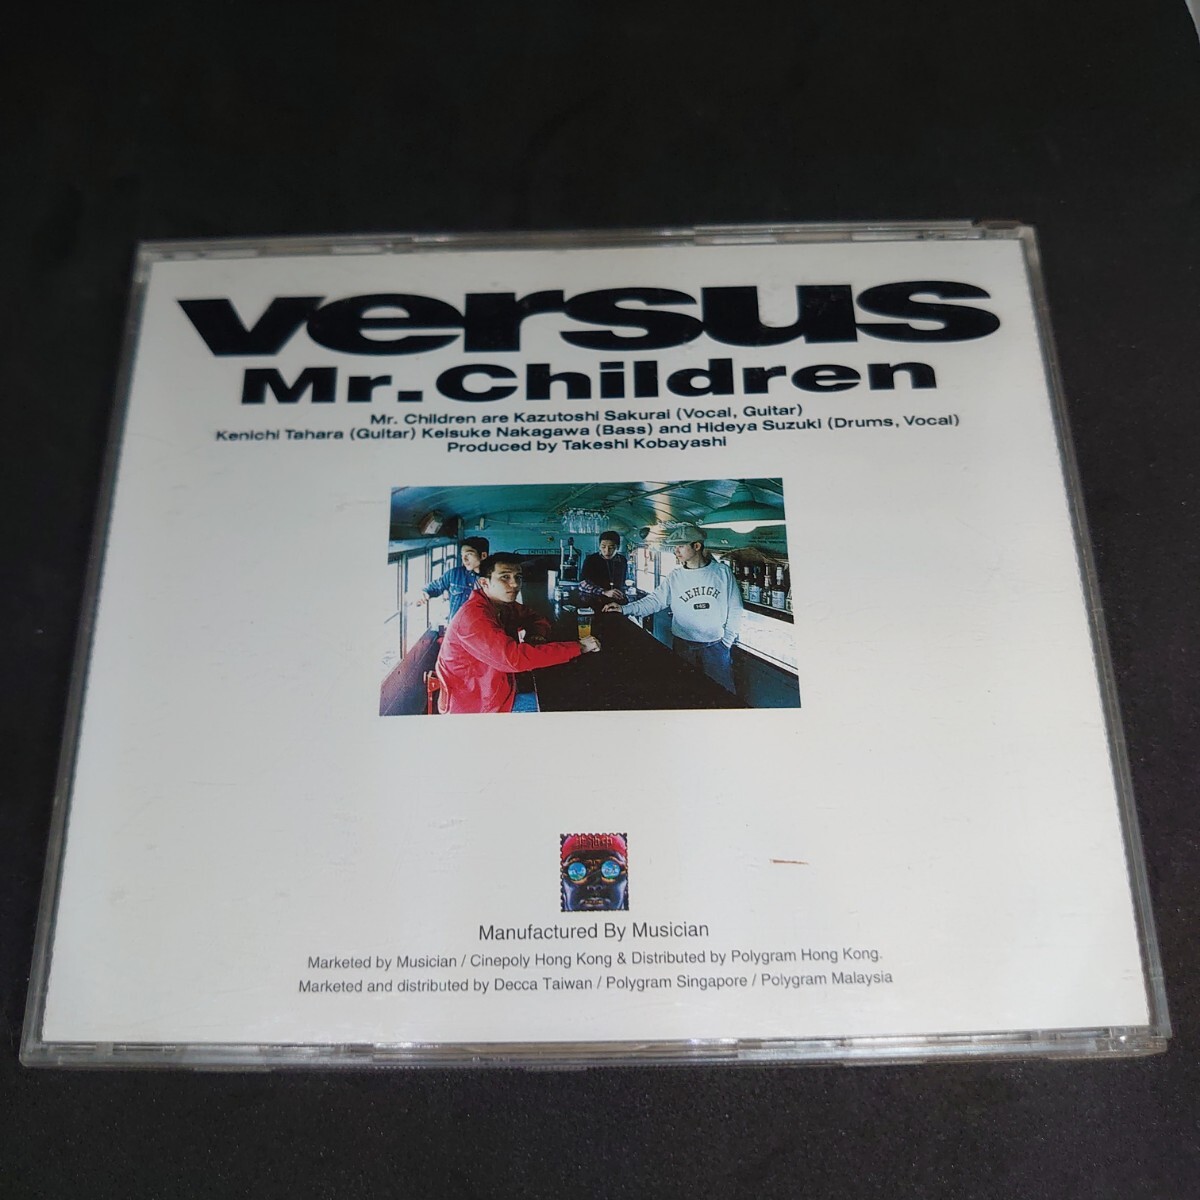 versus
Mr.Children
Mr. Children are Kazutoshi Sakurai (Vocal, Guitar)
Kenichi Tahara (Guitar) Keisuke Nakagawa (Bass) and Hideya Suzuki (Drums, Vocal)
Produced by Takeshi Kobayashi
LEHIGH
Manufactured By Musician
Marketed by Musician / Cinepoly Hong Kong & Distributed by Polygram Hong Kong.
Marketed and distributed by Decca Taiwan / Polygram Singapore / Polygram Malaysia